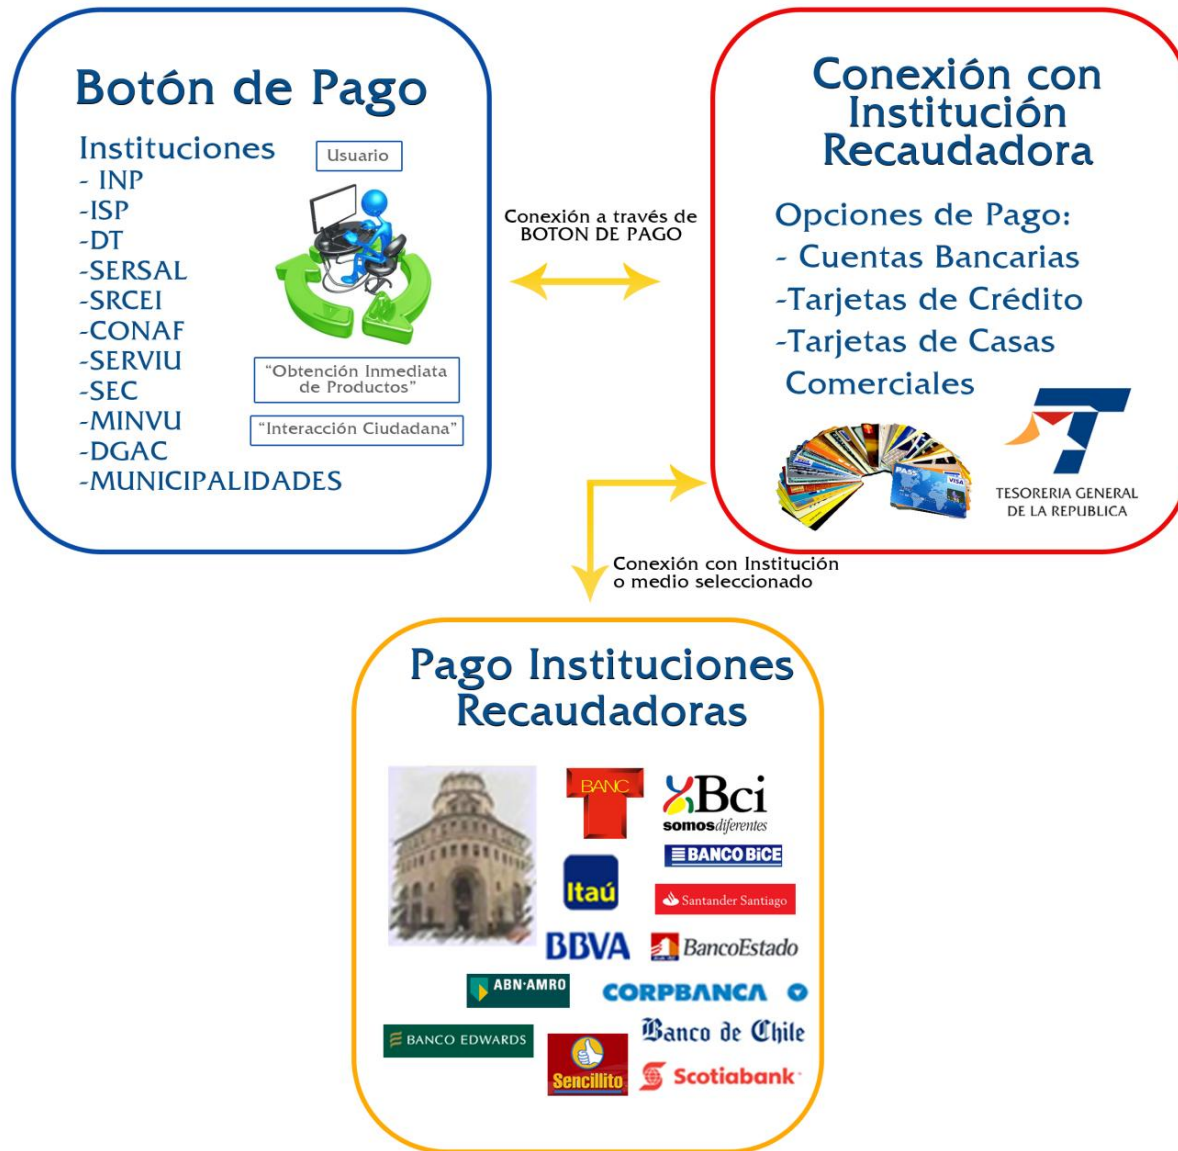 Botón de Pago
Instituciones
- INP
-ISP
-DT
-SERSAL
-SRCEI
-CONAF
-SERVIU
-SEC
-MINVU
-DGAC
-MUNICIPALIDADES
Usuario
“Obtención Inmediata
de Productos”
“Interacción Ciudadana”
Conexión a través de
BOTON DE PAGO
Conexión con
Institución
Recaudadora
Opciones de Pago:
- Cuentas Bancarias
-Tarjetas de Crédito
-Tarjetas de Casas
Comerciales
PASS
VISA
TESORERIA GENERAL
DE LA REPUBLICA
Conexión con Institución
o medio seleccionado
Pago Instituciones
Recaudadoras
BANC
T
Bci
somosdiferentes
BANCO BiCE
Itaú
Santander Santiago
BBVA
BancoEstado
ABN·AMRO
CORPBANCA
BANCO EDWARDS
Banco de Chile
Sencillito
Scotiabank